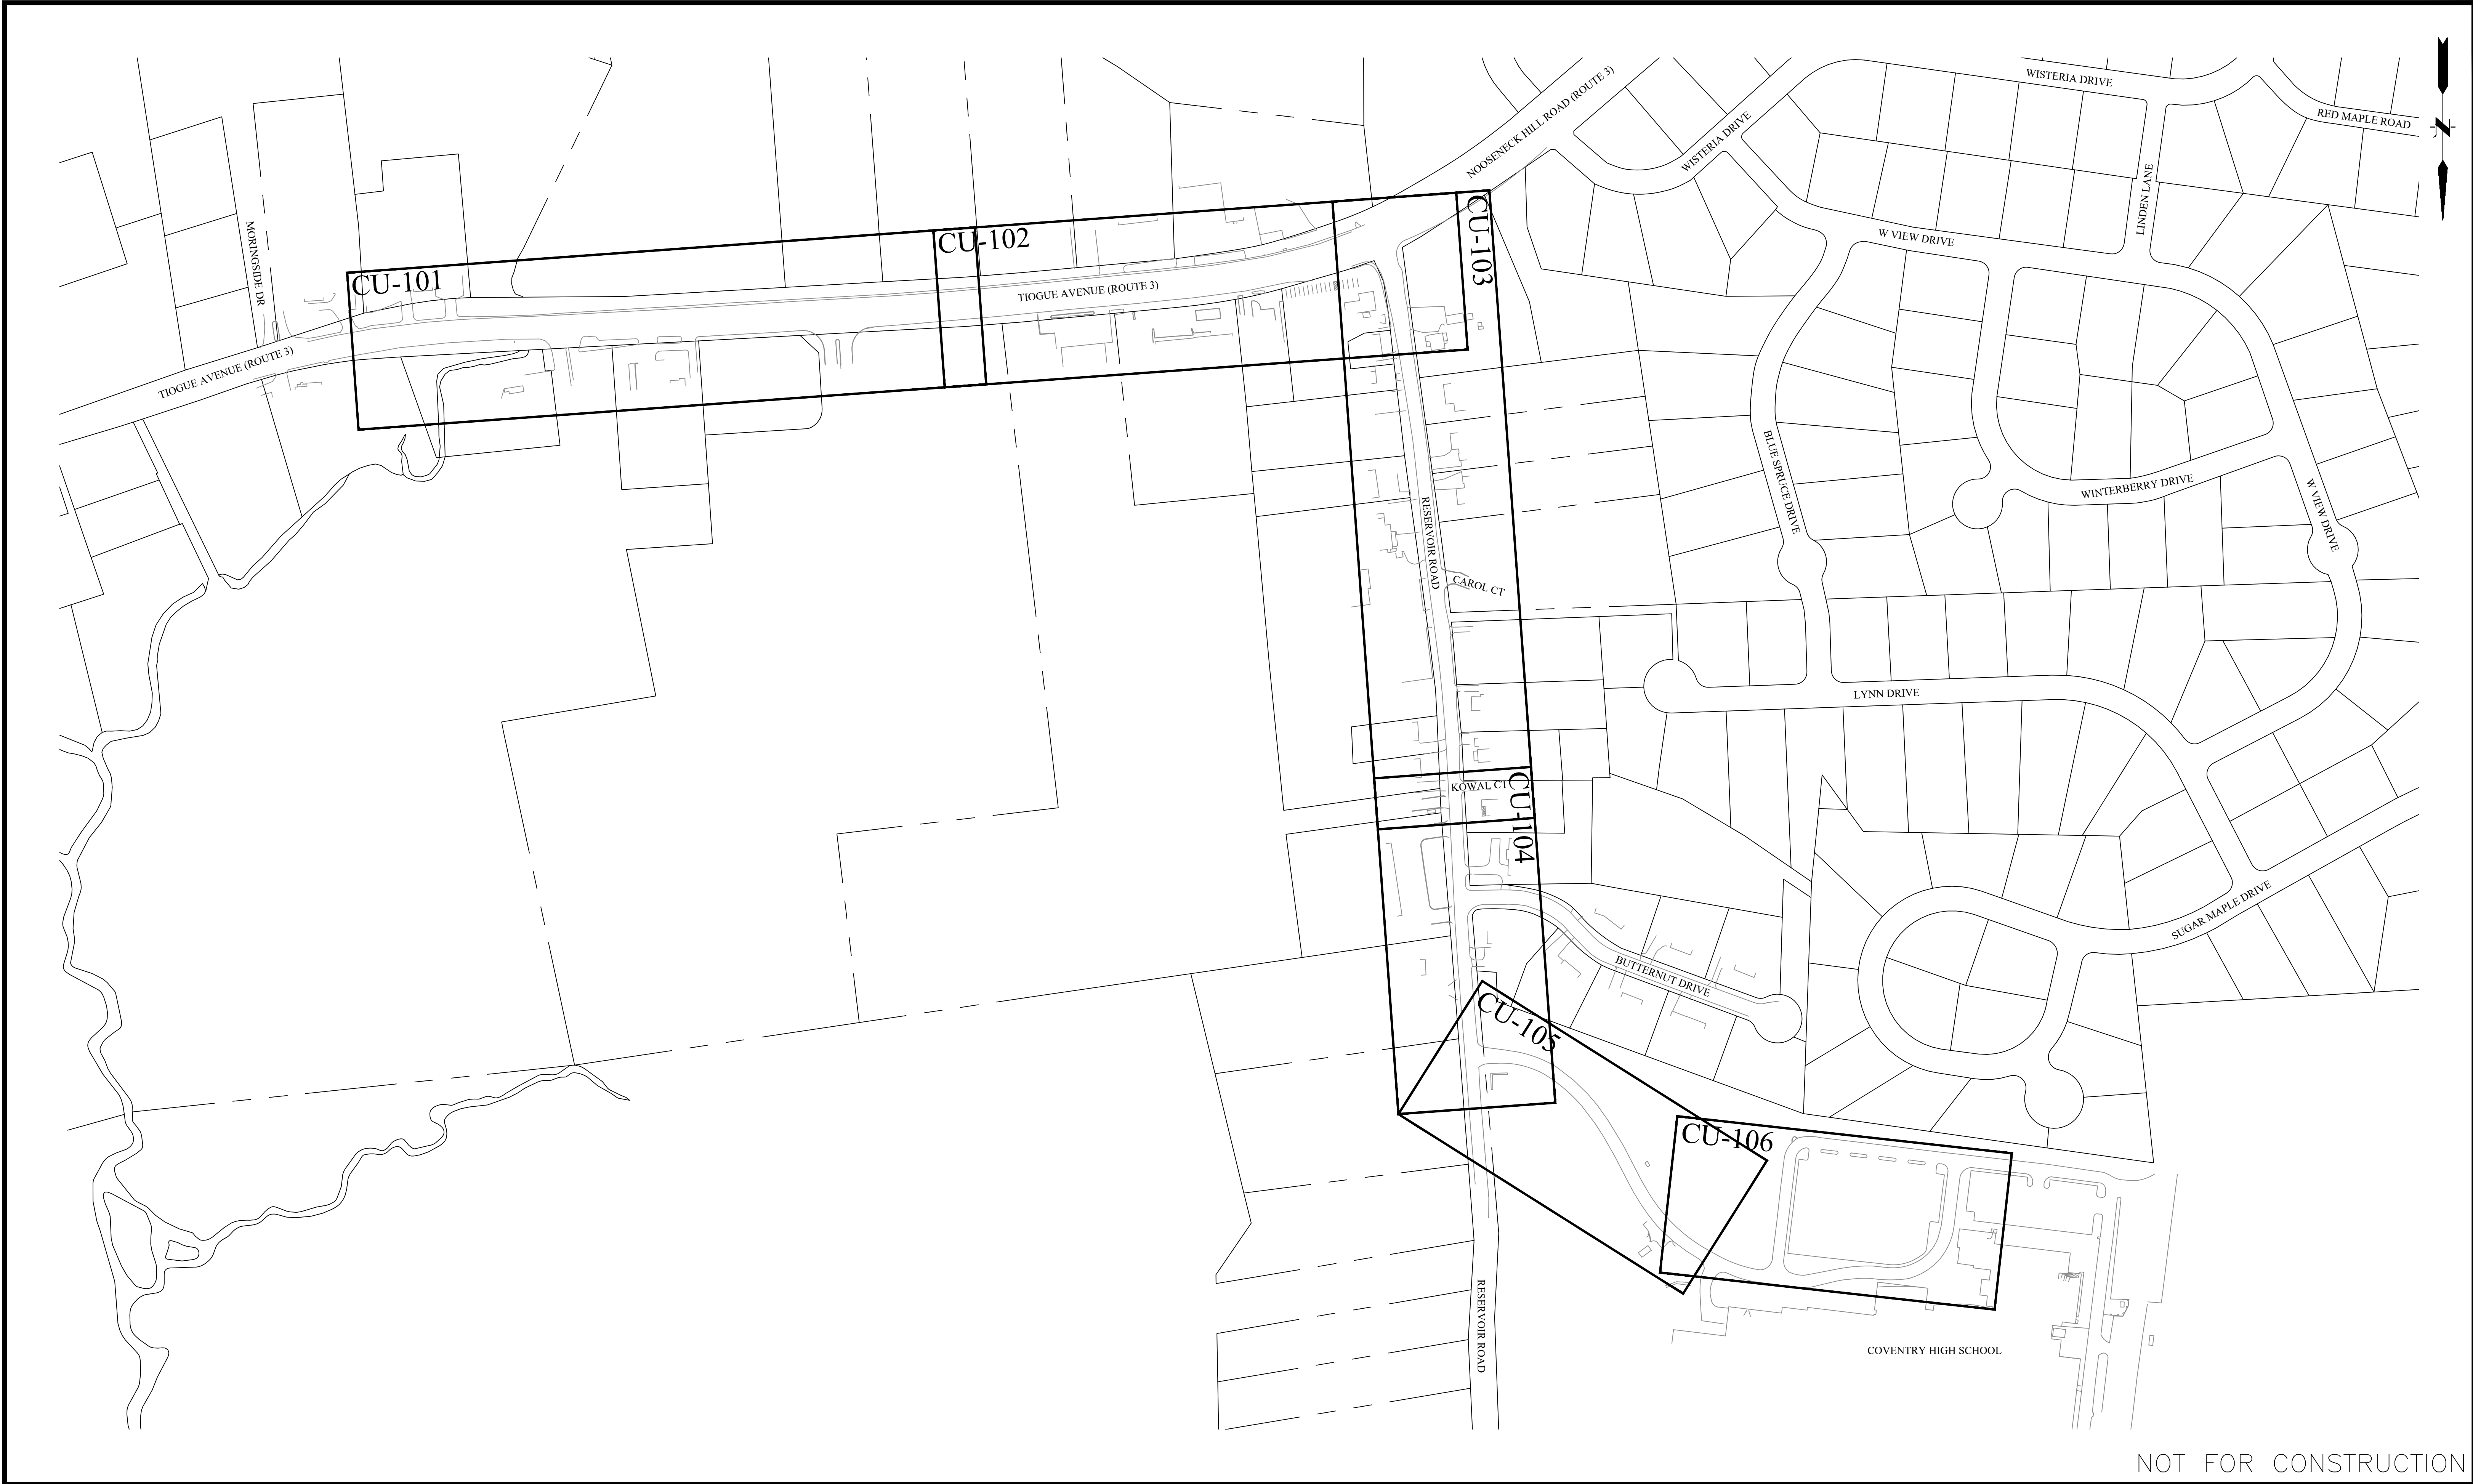 WISTERIA DRIVE
RED MAPLE ROAD
NOOSENECK HILL ROAD (ROUTE 3)
WISTERIA DRIVE
LINDEN LANE
N
MORINGSIDE DR
CU-101
CU-102
CU-103
W VIEW DRIVE
TIOGUE AVENUE (ROUTE 3)
TIOGUE AVENUE (ROUTE 3)
BLUE SPRUCE DRIVE
WINTERBERRY DRIVE
W VIEW DRIVE
RESERVOIR ROAD
CAROL CT
LYNN DRIVE
KOWAL CT
CU-104
SUGAR MAPLE DRIVE
BUTTERNUT DRIVE
CU-105
CU-106
RESERVOIR ROAD
COVENTRY HIGH SCHOOL
NOT FOR CONSTRUCTION